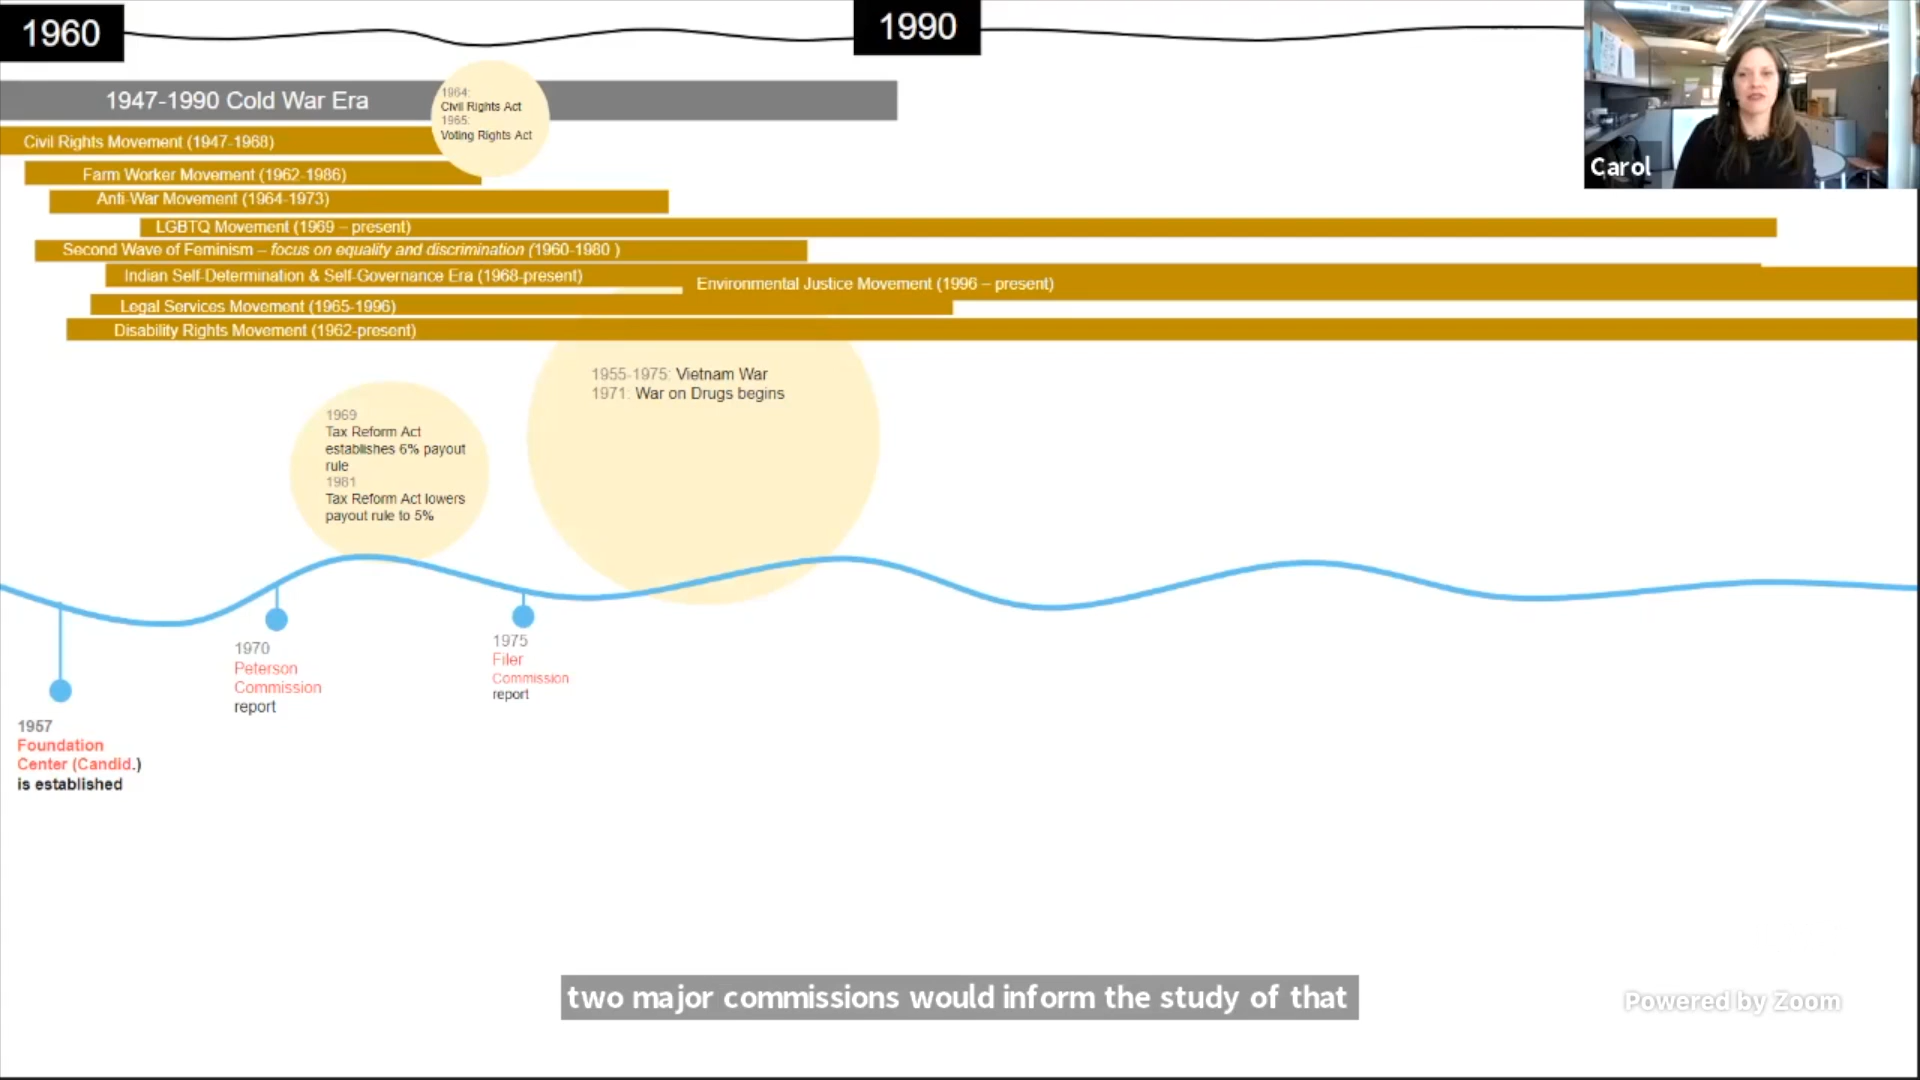 1960
1990
1947-1990 Cold War Era
1964:
Civil Rights Act
1965:
Voting Rights Act
Civil Rights Movement (1947-1968)
Farm Worker Movement (1962-1986)
Anti-War Movement (1964-1973)
LGBTQ Movement (1969 – present)
Second Wave of Feminism – focus on equality and discrimination (1960-1980 )
Indian Self-Determination & Self-Governance Era (1968-present)
Environmental Justice Movement (1996 – present)
Legal Services Movement (1965-1996)
Disability Rights Movement (1962-present)
1955-1975: Vietnam War
1971: War on Drugs begins
1969
Tax Reform Act
establishes 6% payout
rule
1981
Tax Reform Act lowers
payout rule to 5%
1970
Peterson
Commission
report
1975
Filer
Commission
report
1957
Foundation
Center (Candid.)
is established
Carol
two major commissions would inform the study of that
Powered by Zoom